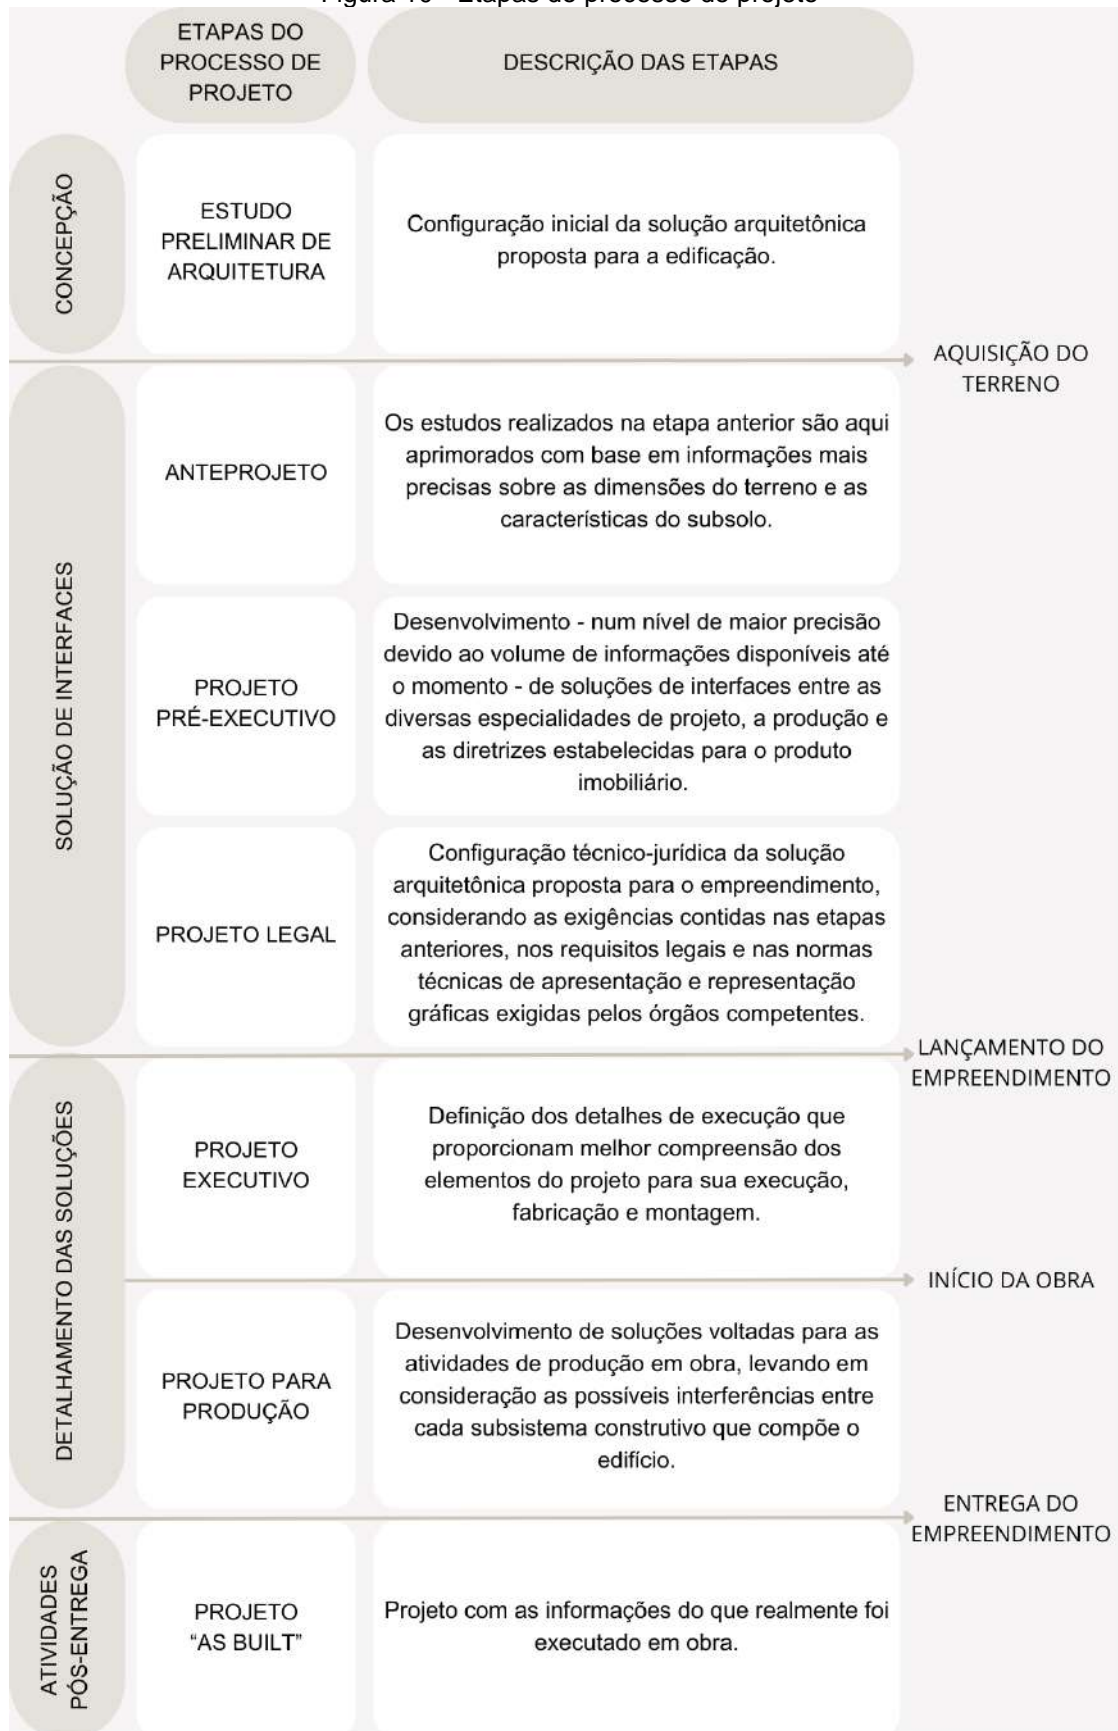 Figura 10 - Etapas do processo de projeto
ETAPAS DO
PROCESSO DE
PROJETO
DESCRIÇÃO DAS ETAPAS
CONCEPÇÃO
ESTUDO
PRELIMINAR DE
ARQUITETURA
Configuração inicial da solução arquitetônica
proposta para a edificação.
AQUISIÇÃO DO
TERRENO
SOLUÇÃO DE INTERFACES
ANTEPROJETO
Os estudos realizados na etapa anterior são aqui
aprimorados com base em informações mais
precisas sobre as dimensões do terreno e as
características do subsolo.
PROJETO
PRÉ-EXECUTIVO
Desenvolvimento - num nível de maior precisão
devido ao volume de informações disponíveis até
o momento - de soluções de interfaces entre as
diversas especialidades de projeto, a produção e
as diretrizes estabelecidas para o produto
imobiliário.
PROJETO LEGAL
Configuração técnico-jurídica da solução
arquitetônica proposta para o empreendimento,
considerando as exigências contidas nas etapas
anteriores, nos requisitos legais e nas normas
técnicas de apresentação e representação
gráficas exigidas pelos órgãos competentes.
LANÇAMENTO DO
EMPREENDIMENTO
DETALHAMENTO DAS SOLUÇÕES
PROJETO
EXECUTIVO
Definição dos detalhes de execução que
proporcionam melhor compreensão dos
elementos do projeto para sua execução,
fabricação e montagem.
INÍCIO DA OBRA
PROJETO PARA
PRODUÇÃO
Desenvolvimento de soluções voltadas para as
atividades de produção em obra, levando em
consideração as possíveis interferências entre
cada subsistema construtivo que compõe o
edifício.
ENTREGA DO
EMPREENDIMENTO
ATIVIDADES
PÓS-ENTREGA
PROJETO
“AS BUILT”
Projeto com as informações do que realmente foi
executado em obra.